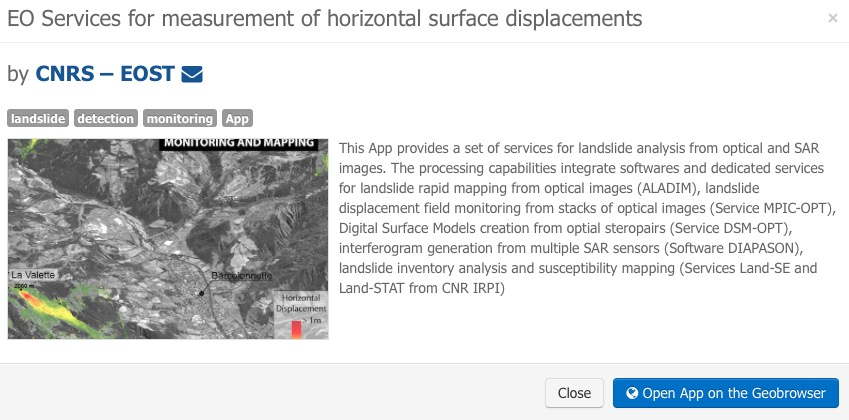 EO Services for measurement of horizontal surface displacements
×
by CNRS – EOST
landslide detection monitoring App
MONITORING AND MAPPING
La Valette
2000 m
Barcelonnette
Horizontal
Displacement
> 1m
This App provides a set of services for landslide analysis from optical and SAR
images. The processing capabilities integrate softwares and dedicated services
for landslide rapid mapping from optical images (ALADIM), landslide
displacement field monitoring from stacks of optical images (Service MPIC-OPT),
Digital Surface Models creation from optial steropairs (Service DSM-OPT),
interferogram generation from multiple SAR sensors (Software DIAPASON),
landslide inventory analysis and susceptibility mapping (Services Land-SE and
Land-STAT from CNR IRPI)
Close
Open App on the Geobrowser